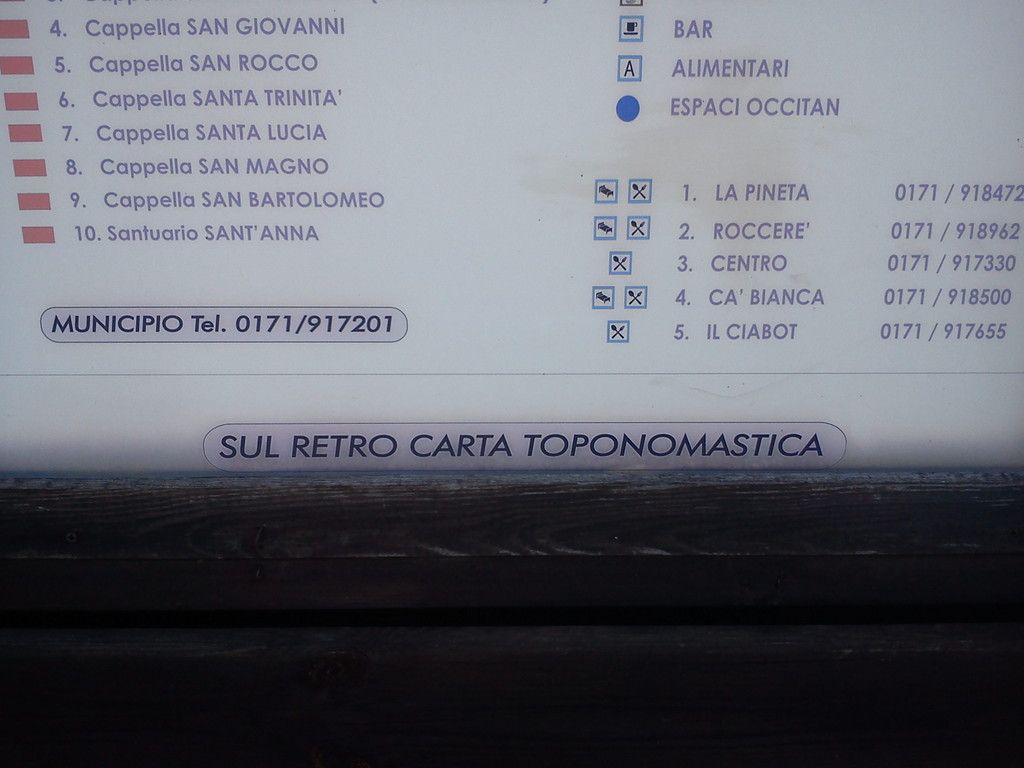 4. Cappella SAN GIOVANNI
5. Cappella SAN ROCCO
6. Cappella SANTA TRINITA'
7. Cappella SANTA LUCIA
8. Cappella SAN MAGNO
9. Cappella SAN BARTOLOMEO
10. Santuario SANT'ANNA
MUNICIPIO Tel. 0171/917201
BAR
A ALIMENTARI
ESPACI OCCITAN
1. LA PINETA 0171 / 918472
2. ROCCERE' 0171 / 918962
3. CENTRO 0171 / 917330
4. CA' BIANCA 0171 / 918500
5. IL CIABOT 0171 / 917655
SUL RETRO CARTA TOPONOMASTICA